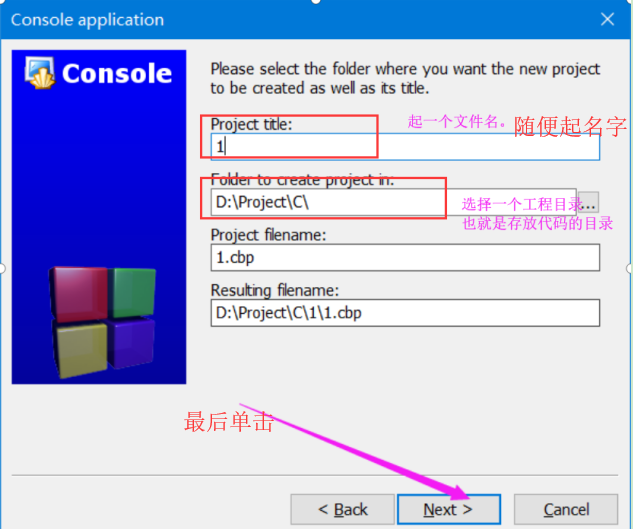 Console application
Console
Please select the folder where you want the new project
to be created as well as its title.
Project title:
起一个文件名。
随便起名字
1
Folder to create project in:
D:\Project\C\
...
选择一个工程目录
也就是存放代码的目录
Project filename:
1.cbp
Resulting filename:
D:\Project\C\1\1.cbp
最后单击
< Back
Next >
Cancel